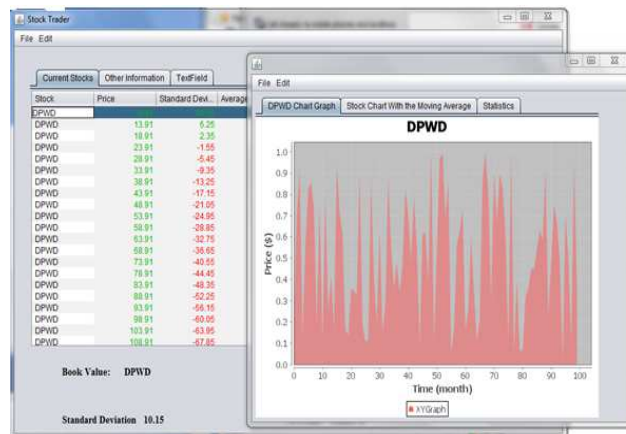 Stock Trader
File Edit
Current Stocks Other Information TextField
Stock Price Standard Devi... Average
DPWD
DPWD 13.91 6.25
DPWD 18.91 2.35
DPWD 23.91 -1.55
DPWD 28.91 -5.45
DPWD 33.91 -9.35
DPWD 38.91 -13.25
DPWD 43.91 -17.15
DPWD 48.91 -21.05
DPWD 53.91 -24.95
DPWD 58.91 -28.85
DPWD 63.91 -32.75
DPWD 68.91 -36.65
DPWD 73.91 -40.55
DPWD 78.91 -44.45
DPWD 83.91 -48.35
DPWD 88.91 -52.25
DPWD 93.91 -56.15
DPWD 98.91 -60.05
DPWD 103.91 -63.95
DPWD 108.91 -67.85
Book Value: DPWD
Standard Deviation 10.15
File Edit
DPWD Chart Graph Stock Chart With the Moving Average Statistics
DPWD
Price ($)
1.0
0.9
0.8
0.7
0.6
0.5
0.4
0.3
0.2
0.1
0.0
0 10 20 30 40 50 60 70 80 90 100
Time (month)
XYGraph